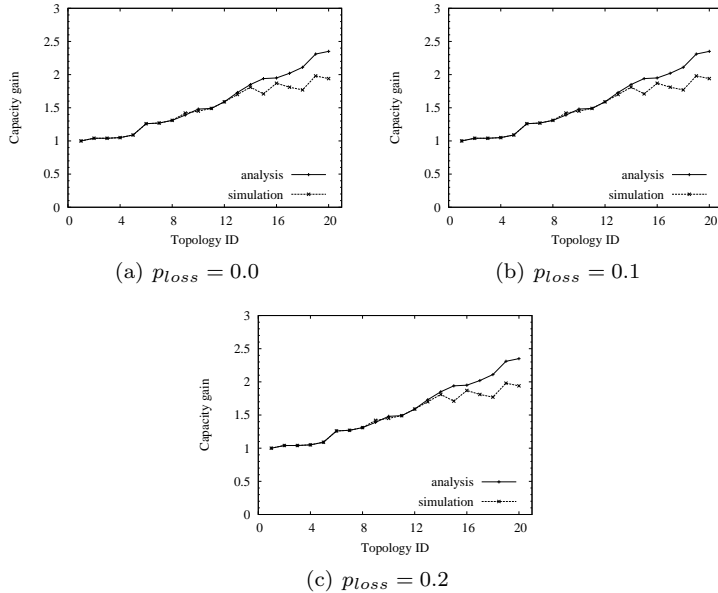 3
2.5
2
1.5
1
0.5
0
Capacity gain
analysis
simulation
0 4 8 12 16 20
Topology ID
(a) p_loss = 0.0
3
2.5
2
1.5
1
0.5
0
Capacity gain
analysis
simulation
0 4 8 12 16 20
Topology ID
(b) p_loss = 0.1
3
2.5
2
1.5
1
0.5
0
Capacity gain
analysis
simulation
0 4 8 12 16 20
Topology ID
(c) p_loss = 0.2